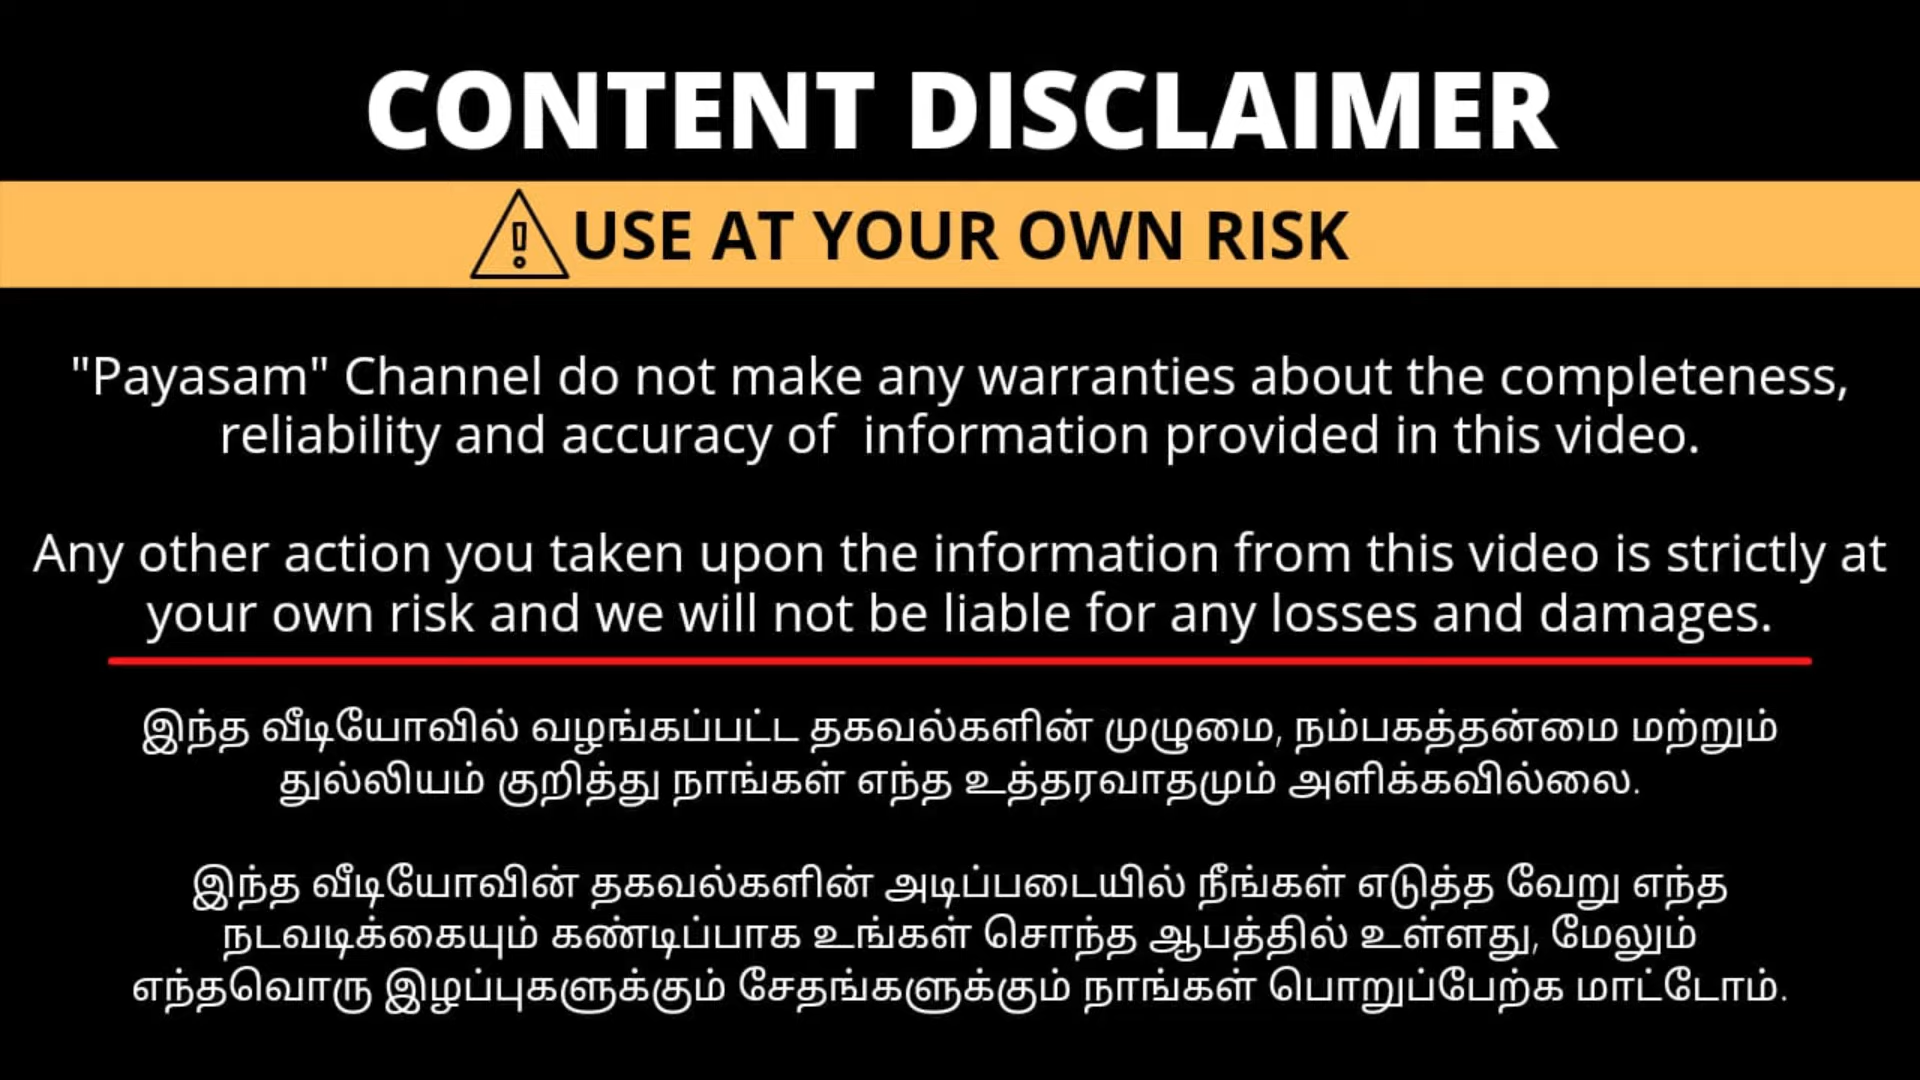 CONTENT DISCLAIMER
USE AT YOUR OWN RISK
"Payasam" Channel do not make any warranties about the completeness,
reliability and accuracy of information provided in this video.
Any other action you taken upon the information from this video is strictly at
your own risk and we will not be liable for any losses and damages.
இந்த வீடியோவில் வழங்கப்பட்ட தகவல்களின் முழுமை, நம்பகத்தன்மை மற்றும்
துல்லியம் குறித்து நாங்கள் எந்த உத்தரவாதமும் அளிக்கவில்லை.
இந்த வீடியோவின் தகவல்களின் அடிப்படையில் நீங்கள் எடுத்த வேறு எந்த
நடவடிக்கையும் கண்டிப்பாக உங்கள் சொந்த ஆபத்தில் உள்ளது, மேலும்
எந்தவொரு இழப்புகளுக்கும் சேதங்களுக்கும் நாங்கள் பொறுப்பேற்க மாட்டோம்.